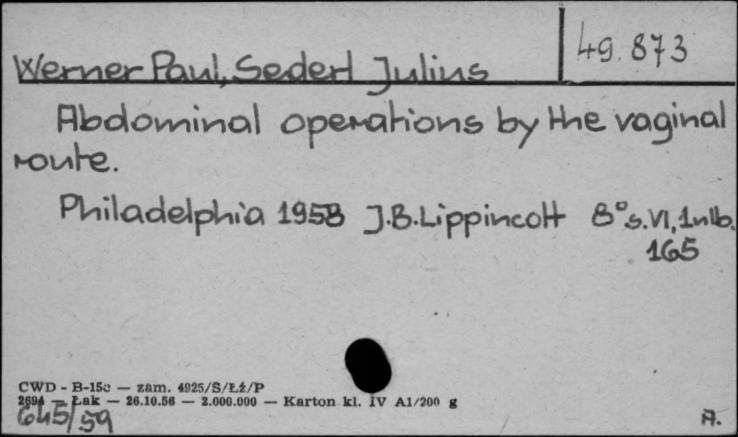 49.873
Werner Paul, Sederl Julius
Abdominal operations by the vaginal
route.
Philadelphia 1958 J.B.Lippincott 8° s.VI, 1nlb.
165
CWD - B-15c — zam. 4925/S/Łź/P
2694 — Łak — 26.10.56 — 2.000.000 — Karton kl. IV A1/200 g
645/59
A.